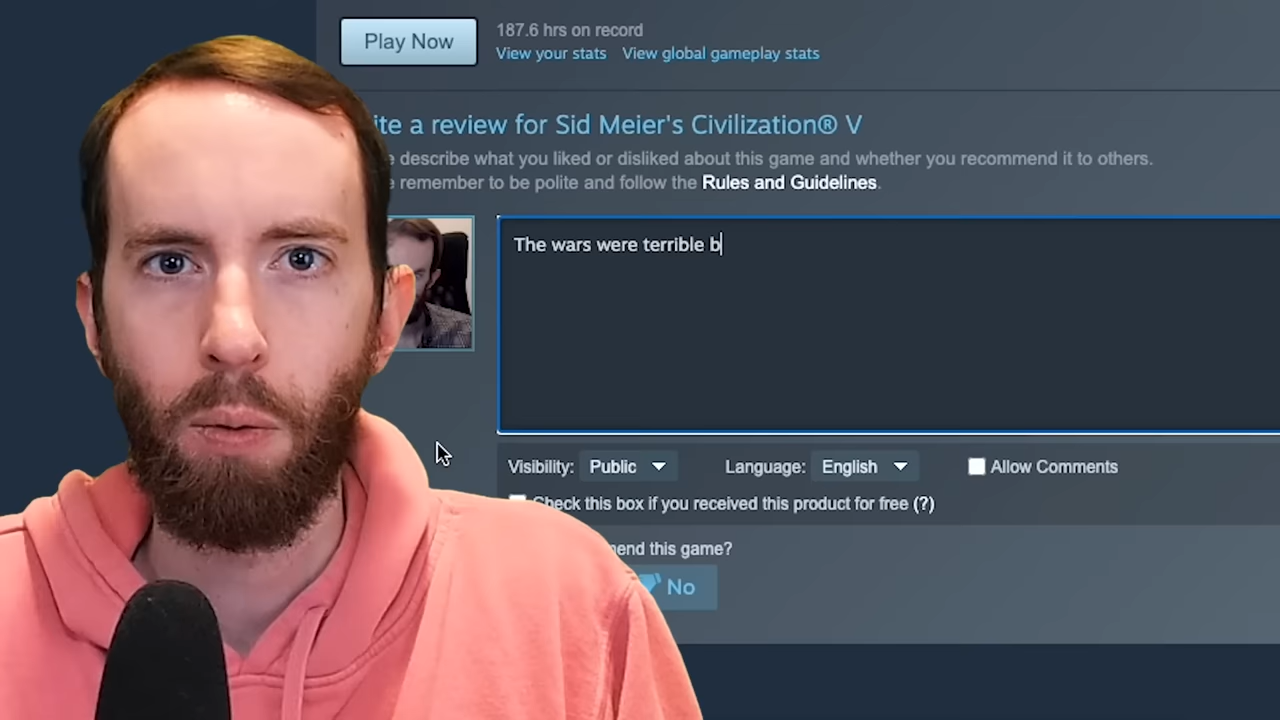 Play Now
187.6 hrs on record
View your stats View global gameplay stats
ite a review for Sid Meier's Civilization® V
e describe what you liked or disliked about this game and whether you recommend it to others.
e remember to be polite and follow the Rules and Guidelines.
The wars were terrible b
Visibility: Public Language: English Allow Comments
Check this box if you received this product for free (?)
end this game?
No